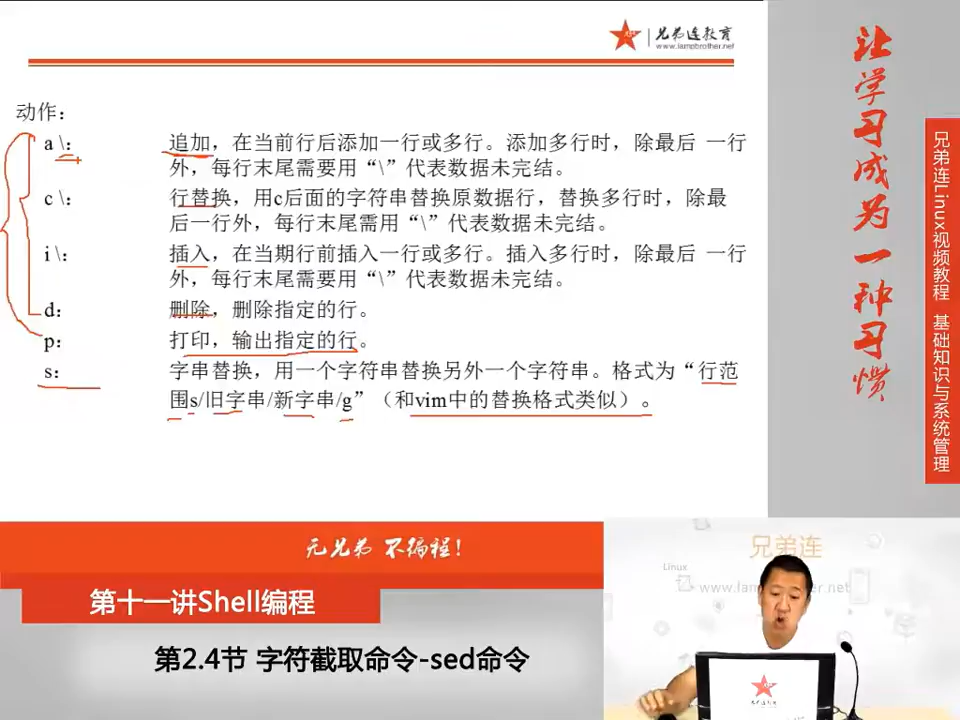 兄弟连教育
www.lampbrother.net
动作：
a \： 追加，在当前行后添加一行或多行。添加多行时，除最后 一行
外，每行末尾需要用“\”代表数据未完结。
c \： 行替换，用c后面的字符串替换原数据行，替换多行时，除最
后一行外，每行末尾需用“\”代表数据未完结。
i \： 插入，在当期行前插入一行或多行。插入多行时，除最后 一行
外，每行末尾需要用“\”代表数据未完结。
d： 删除，删除指定的行。
p： 打印，输出指定的行。
s： 字串替换，用一个字符串替换另外一个字符串。格式为“行范
围s/旧字串/新字串/g”（和vim中的替换格式类似）。
让学习成为一种习惯
兄弟连Linux视频教程 基础知识与系统管理
无兄弟 不编程！
第十一讲Shell编程
第2.4节 字符截取命令-sed命令
兄弟连
Linux